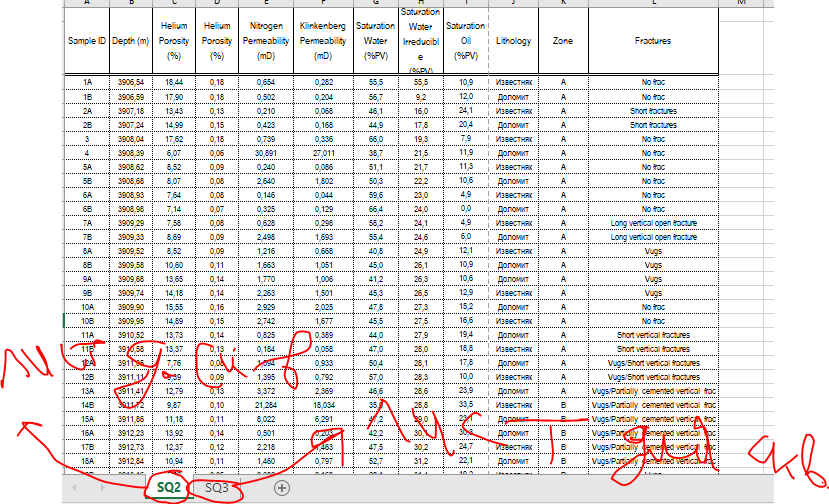 A B C D E F G H I J K L M
Sample ID Depth (m) Helium Porosity (%) Helium Porosity (%) Nitrogen Permeability (mD) Klinkenberg Permeability (mD) Saturation Water (%PV) Saturation Water Irreducible (%PV) Saturation Oil (%PV) Lithology Zone Fractures
1A 3906,54 18,44 0,18 0,654 0,282 55,5 55,5 10,9 Известняк A No frac
1B 3906,59 17,90 0,18 0,502 0,204 56,7 9,2 12,0 Доломит A No frac
2A 3907,18 13,43 0,13 0,210 0,068 46,1 16,0 24,1 Известняк A Short fractures
2B 3907,24 14,99 0,15 0,423 0,168 44,9 17,8 20,4 Доломит A Short fractures
3 3908,04 17,62 0,18 0,739 0,336 66,0 19,3 7,9 Известняк A No frac
4 3908,39 6,07 0,06 30,891 27,011 38,7 21,5 11,9 Доломит A No frac
5A 3908,62 8,52 0,09 0,240 0,086 51,1 21,7 11,3 Известняк A No frac
5B 3908,68 8,07 0,08 2,640 1,802 50,3 22,2 10,6 Доломит A No frac
6A 3908,93 7,64 0,08 0,146 0,044 59,6 23,0 4,9 Известняк A No frac
6B 3908,98 7,14 0,07 0,325 0,129 66,4 24,0 0,0 Доломит A No frac
7A 3909,29 7,58 0,08 0,628 0,298 58,2 24,1 4,9 Известняк A Long vertical open fracture
7B 3909,33 8,69 0,09 2,498 1,693 55,4 24,6 6,0 Доломит A Long vertical open fracture
8A 3909,52 8,52 0,09 1,216 0,668 40,8 24,9 12,1 Известняк A Vugs
8B 3909,58 10,60 0,11 1,663 1,051 45,0 26,1 10,9 Доломит A Vugs
9A 3909,68 13,65 0,14 1,770 1,006 41,2 26,3 10,6 Доломит A Vugs
9B 3909,74 14,18 0,14 2,263 1,501 45,3 26,5 12,9 Известняк A Vugs
10A 3909,90 15,55 0,16 2,929 2,025 47,8 27,3 15,2 Доломит A No frac
10B 3909,95 14,89 0,15 2,742 1,677 45,5 27,5 16,6 Известняк A No frac
11A 3910,52 13,73 0,14 0,825 0,389 44,0 27,9 19,4 Доломит A Short vertical fractures
11B 3910,58 13,37 0,13 0,184 0,058 47,0 28,0 18,8 Известняк A Short vertical fractures
7,76 0,08 0,933 50,4 28,1 17,8 Доломит A Vugs/Short vertical fractures
12B 0,09 1,395 0,792 57,0 28,3 10,0 Известняк A Vugs/Short vertical fractures
13A 3911,41 12,79 0,13 3,372 2,369 46,6 28,6 23,9 Доломит A Vugs/Partially cemented vertical frac
14B 9,87 0,10 21,284 18,034 28,8 33,5 Известняк B Vugs/Partially cemented vertical frac
15A 3911,86 11,18 0,11 8,022 6,291 Доломит B Vugs/Partially cemented vertical frac
16A 3912,23 13,92 0,14 0,501 42,2 Доломит B Vugs/Partially cemented vertical frac
17B 3912,73 12,37 0,12 2,218 1,463 47,5 30,2 24,7 Известняк B Vugs/Partially cemented vertical frac
18A 3912,84 10,94 0,11 1,460 0,797 52,7 31,2 22,1 Доломит B Vugs/Partially cemented vertical frac
лист
лист
SQ2 SQ3